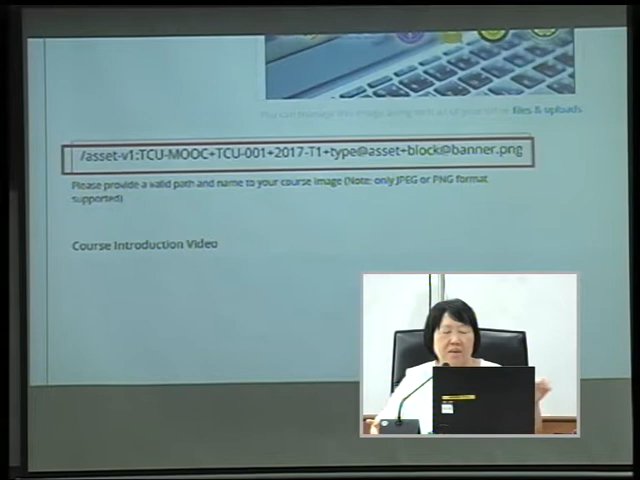 You can manage this image along with all of your other files & uploads
/asset-v1:TCU-MOOC+TCU-001+2017-T1+type@asset+block@banner.png
Please provide a valid path and name to your course image (Note: only JPEG or PNG format
supported)
Course Introduction Video